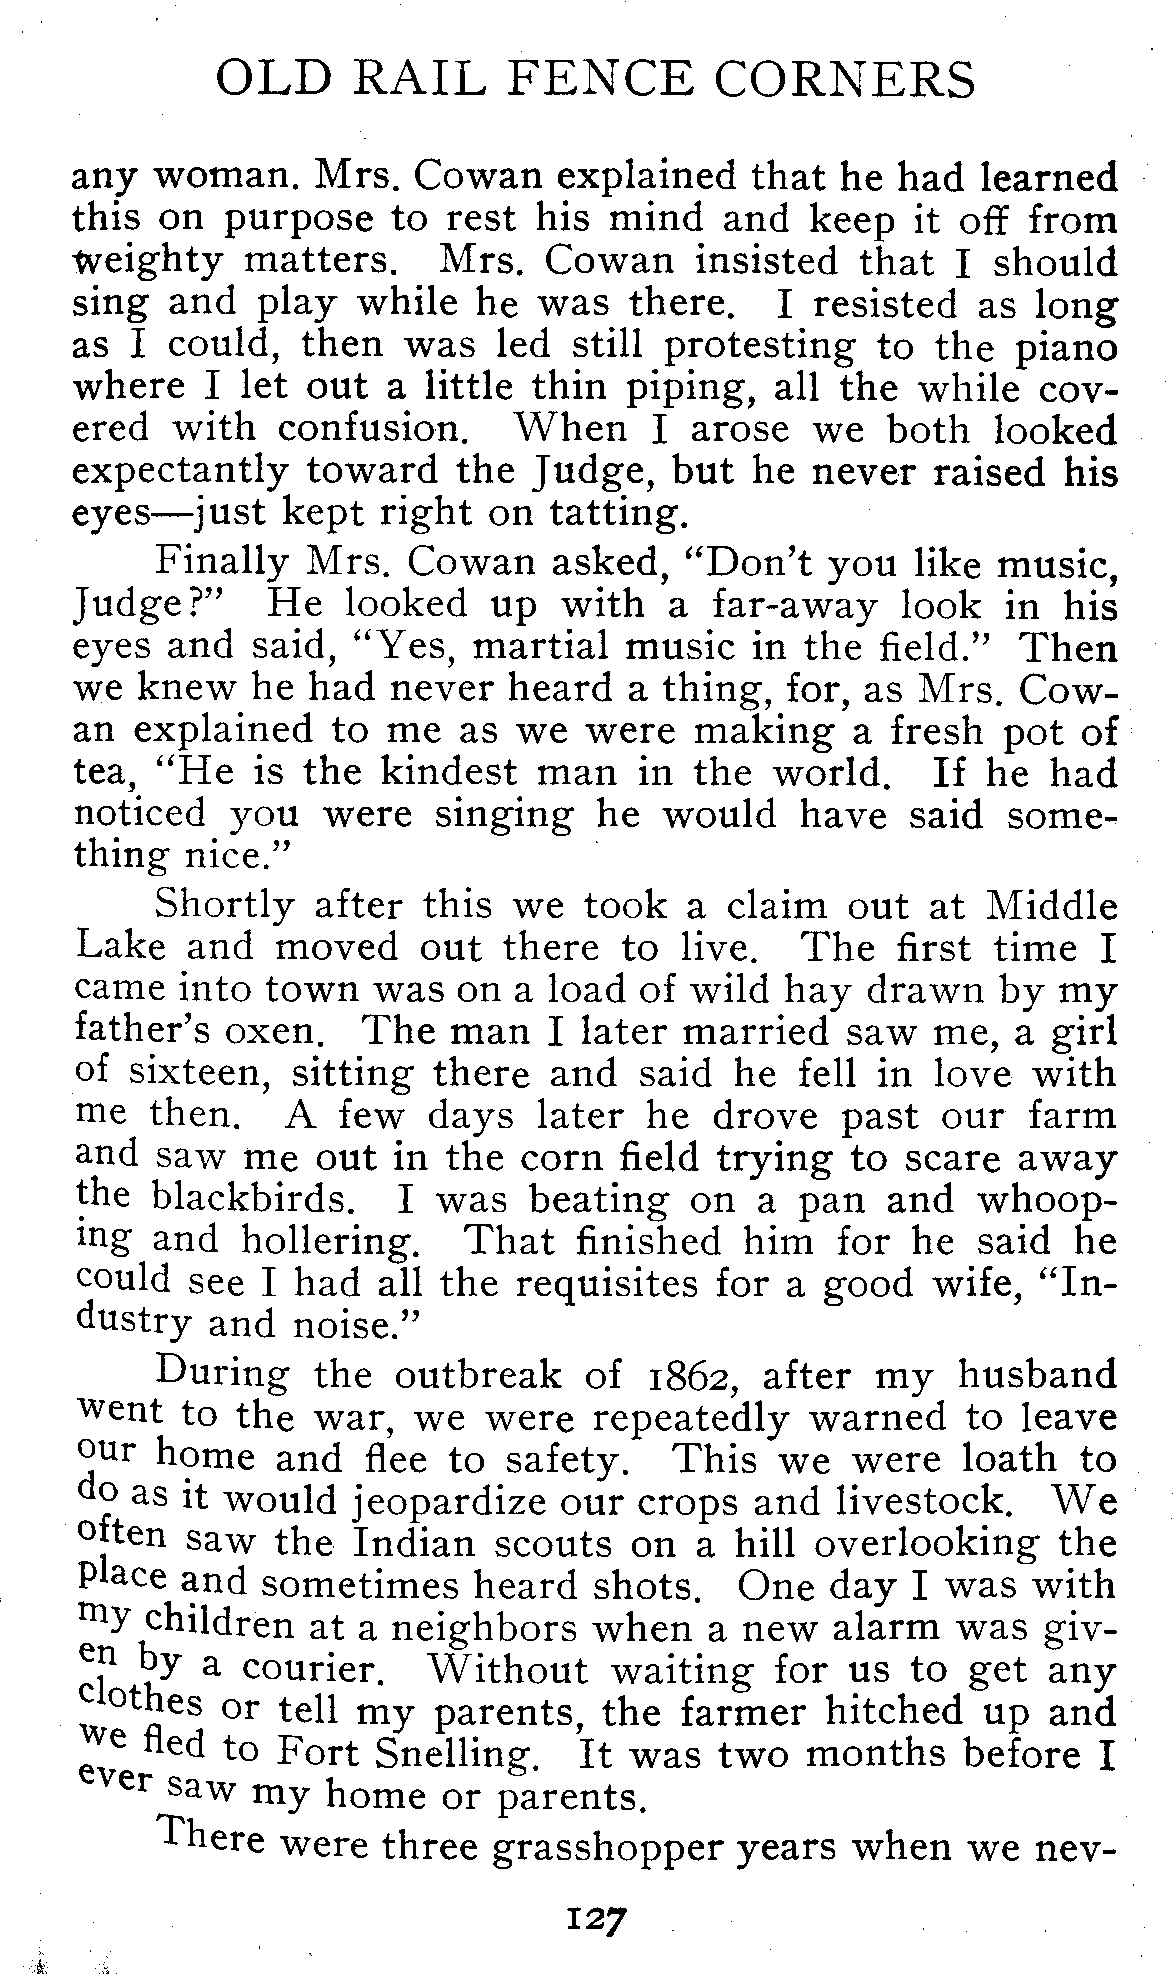 OLD RAIL FENCE CORNERS
any woman. Mrs. Cowan explained that he had learned
this on purpose to rest his mind and keep it off from
weighty matters. Mrs. Cowan insisted that I should
sing and play while he was there. I resisted as long
as I could, then was led still protesting to the piano
where I let out a little thin piping, all the while cov-
ered with confusion. When I arose we both looked
expectantly toward the Judge, but he never raised his
eyes—just kept right on tatting.
Finally Mrs. Cowan asked, “Don’t you like music,
Judge?” He looked up with a far-away look in his
eyes and said, “Yes, martial music in the field.” Then
we knew he had never heard a thing, for, as Mrs. Cow-
an explained to me as we were making a fresh pot of
tea, “He is the kindest man in the world. If he had
noticed you were singing he would have said some-
thing nice.”
Shortly after this we took a claim out at Middle
Lake and moved out there to live. The first time I
came into town was on a load of wild hay drawn by my
father’s oxen. The man I later married saw me, a girl
of sixteen, sitting there and said he fell in love with
me then. A few days later he drove past our farm
and saw me out in the corn field trying to scare away
the blackbirds. I was beating on a pan and whoop-
ing and hollering. That finished him for he said he
could see I had all the requisites for a good wife, “In-
dustry and noise.”
During the outbreak of 1862, after my husband
went to the war, we were repeatedly warned to leave
our home and flee to safety. This we were loath to
do as it would jeopardize our crops and livestock. We
often saw the Indian scouts on a hill overlooking the
place and sometimes heard shots. One day I was with
my children at a neighbors when a new alarm was giv-
en by a courier. Without waiting for us to get any
clothes or tell my parents, the farmer hitched up and
we fled to Fort Snelling. It was two months before I
ever saw my home or parents.
There were three grasshopper years when we nev-
127